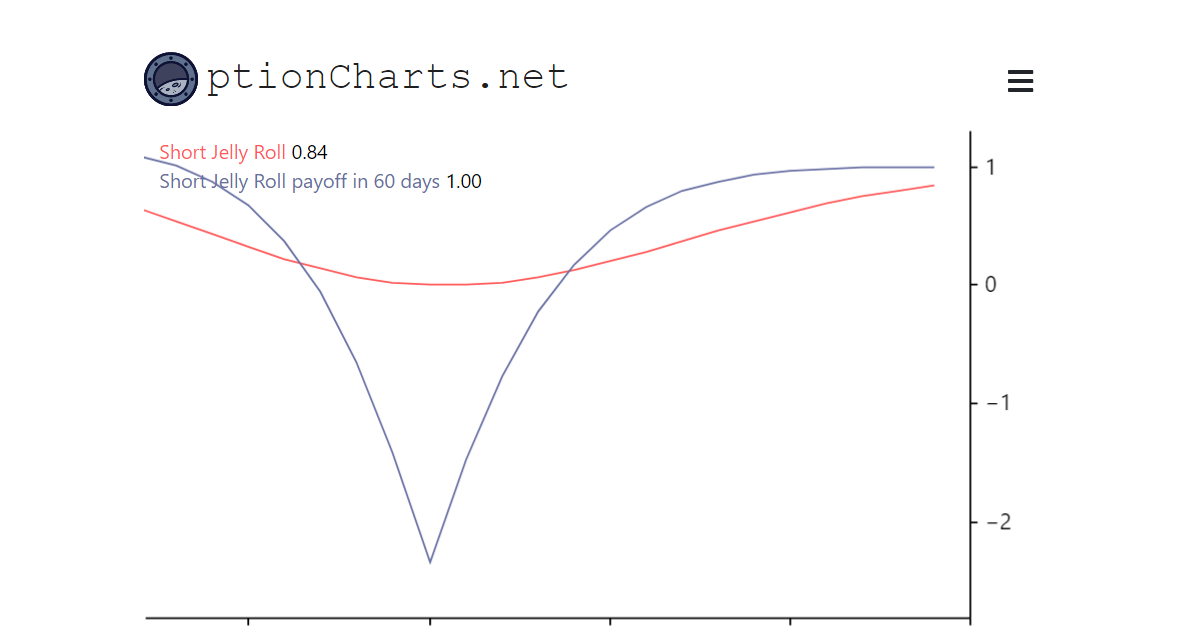 ptionCharts.net
Short Jelly Roll 0.84
Short Jelly Roll payoff in 60 days 1.00
1
0
−1
−2